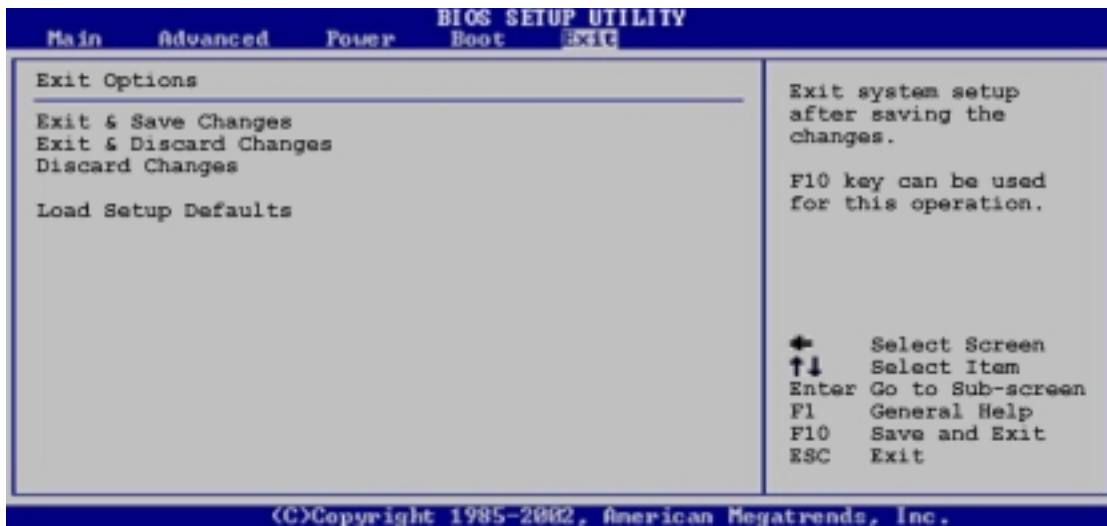 BIOS SETUP UTILITY
Main Advanced Power Boot Exit
Exit Options
Exit & Save Changes
Exit & Discard Changes
Discard Changes
Load Setup Defaults
Exit system setup
after saving the
changes.
F10 key can be used
for this operation.
← Select Screen
↑↓ Select Item
Enter Go to Sub-screen
F1 General Help
F10 Save and Exit
ESC Exit
(C)Copyright 1985-2002, American Megatrends, Inc.